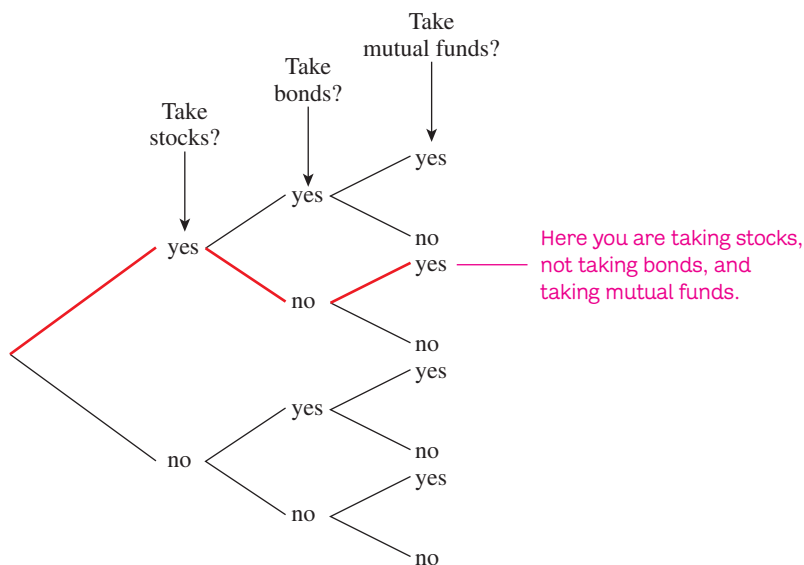 Take
mutual funds?
Take
bonds?
Take
stocks?
yes
yes
no
yes
yes
Here you are taking stocks,
not taking bonds, and
taking mutual funds.
no
no
yes
yes
no
no
yes
no
no